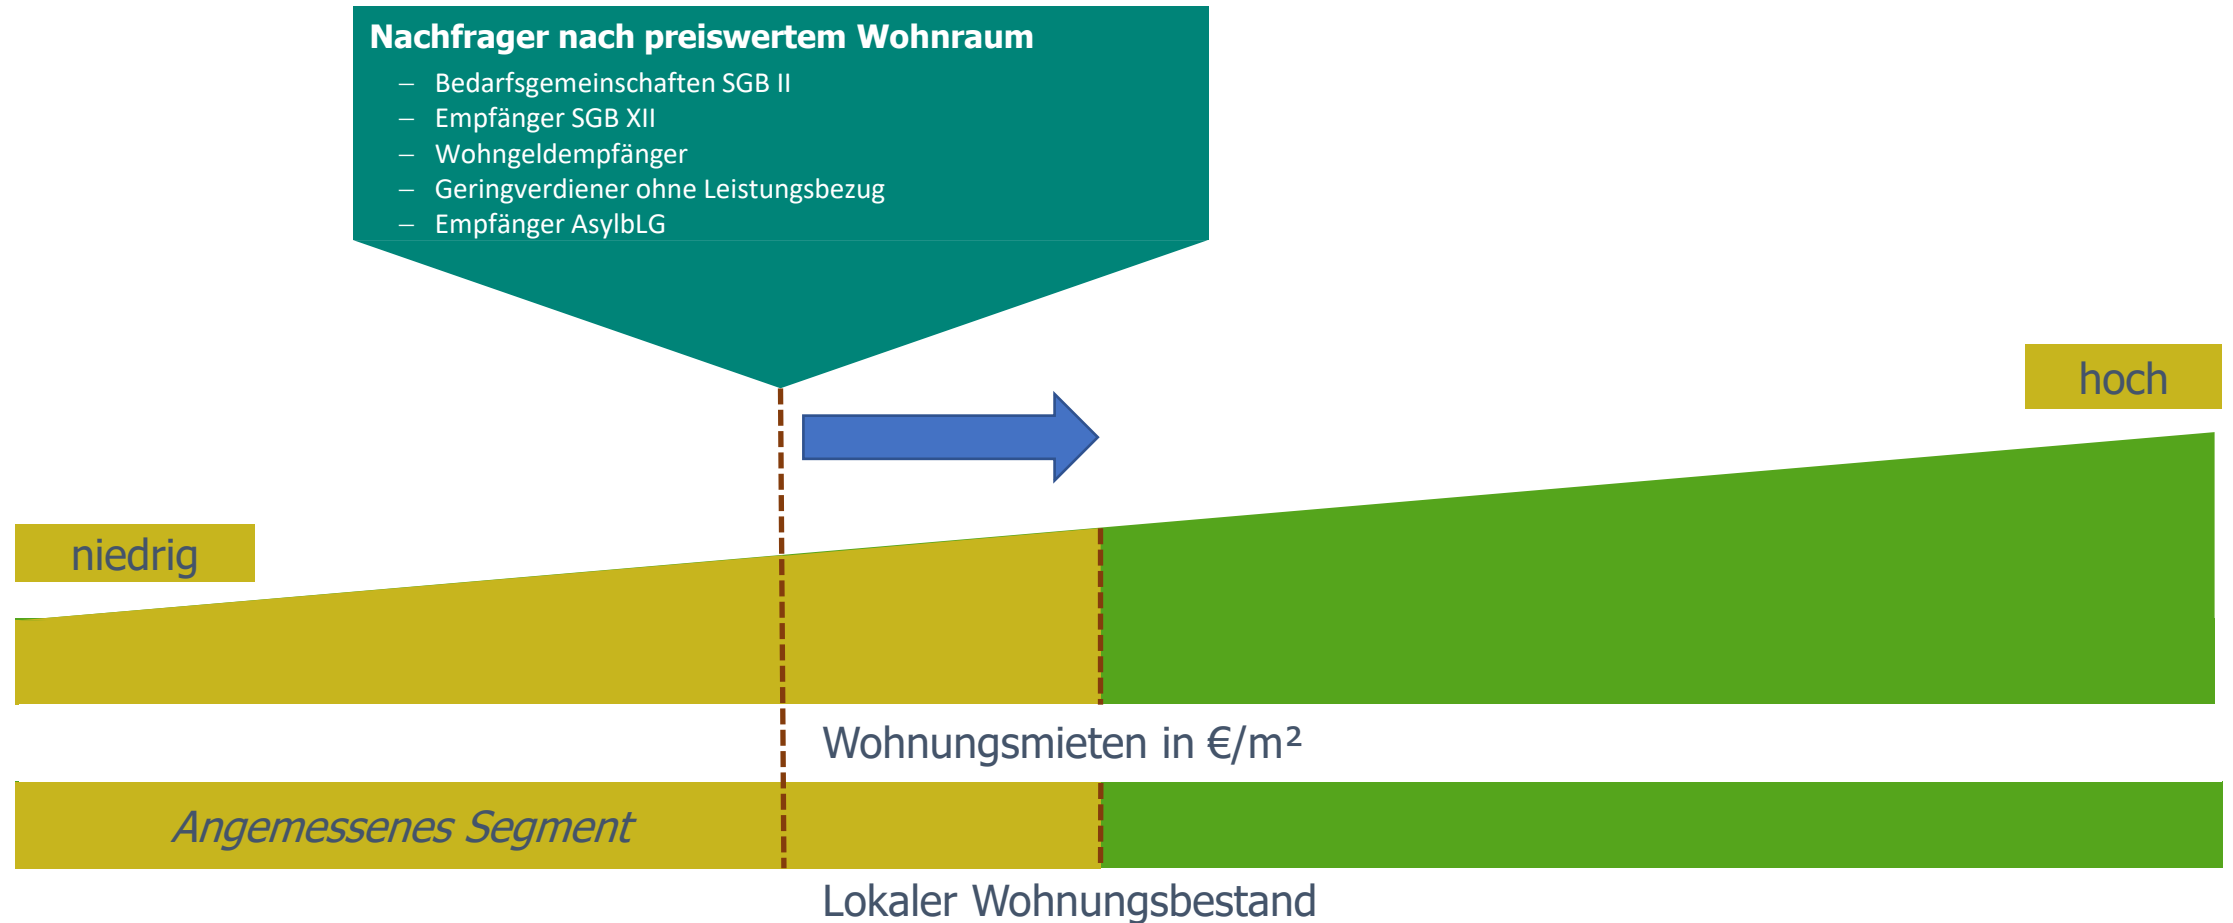 Nachfrager nach preiswertem Wohnraum
– Bedarfsgemeinschaften SGB II
– Empfänger SGB XII
– Wohngeldempfänger
– Geringverdiener ohne Leistungsbezug
– Empfänger AsylbLG
hoch
niedrig
Wohnungsmieten in €/m²
Angemessenes Segment
Lokaler Wohnungsbestand